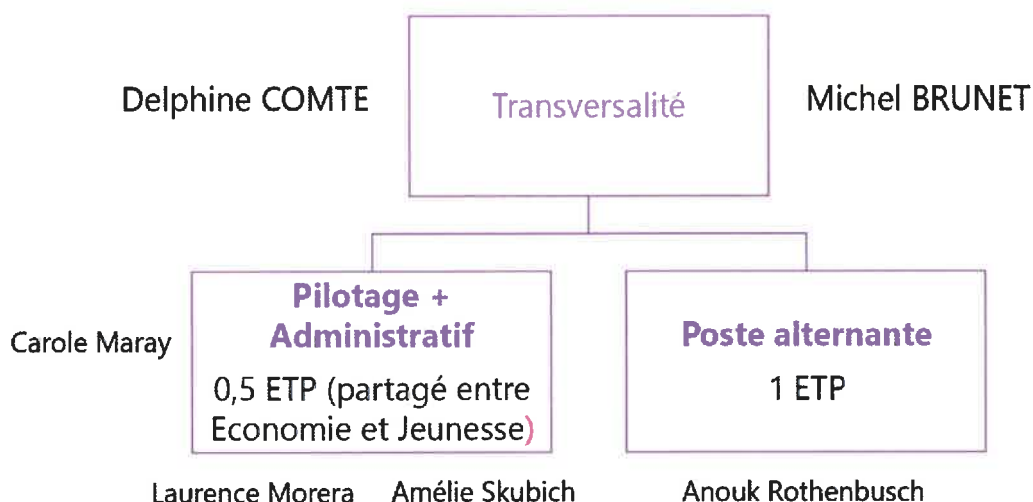 Delphine COMTE
Transversalité
Michel BRUNET
Carole Maray
Pilotage +
Administratif
0,5 ETP (partagé entre
Economie et Jeunesse)
Poste alternante
1 ETP
Laurence Morera
Amélie Skubich
Anouk Rothenbusch